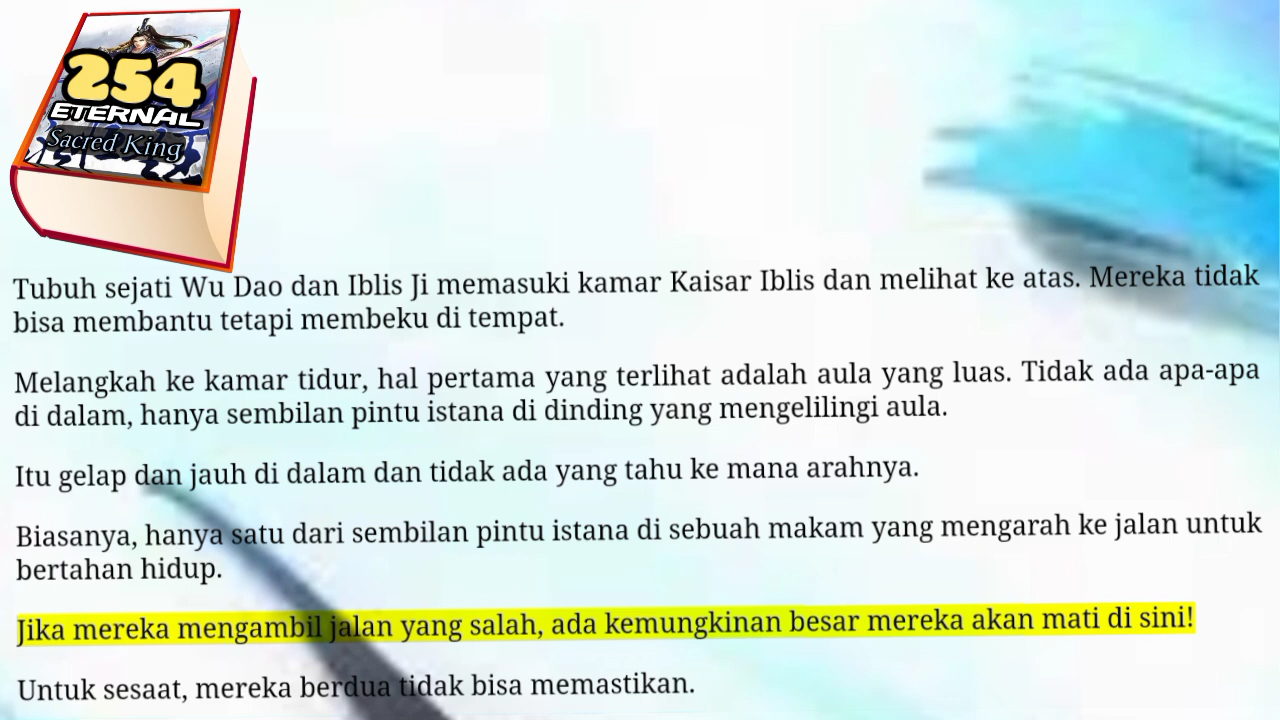 254
ETERNAL
Sacred King
Tubuh sejati Wu Dao dan Iblis Ji memasuki kamar Kaisar Iblis dan melihat ke atas. Mereka tidak
bisa membantu tetapi membeku di tempat.
Melangkah ke kamar tidur, hal pertama yang terlihat adalah aula yang luas. Tidak ada apa-apa
di dalam, hanya sembilan pintu istana di dinding yang mengelilingi aula.
Itu gelap dan jauh di dalam dan tidak ada yang tahu ke mana arahnya.
Biasanya, hanya satu dari sembilan pintu istana di sebuah makam yang mengarah ke jalan untuk
bertahan hidup.
Jika mereka mengambil jalan yang salah, ada kemungkinan besar mereka akan mati di sini!
Untuk sesaat, mereka berdua tidak bisa memastikan.